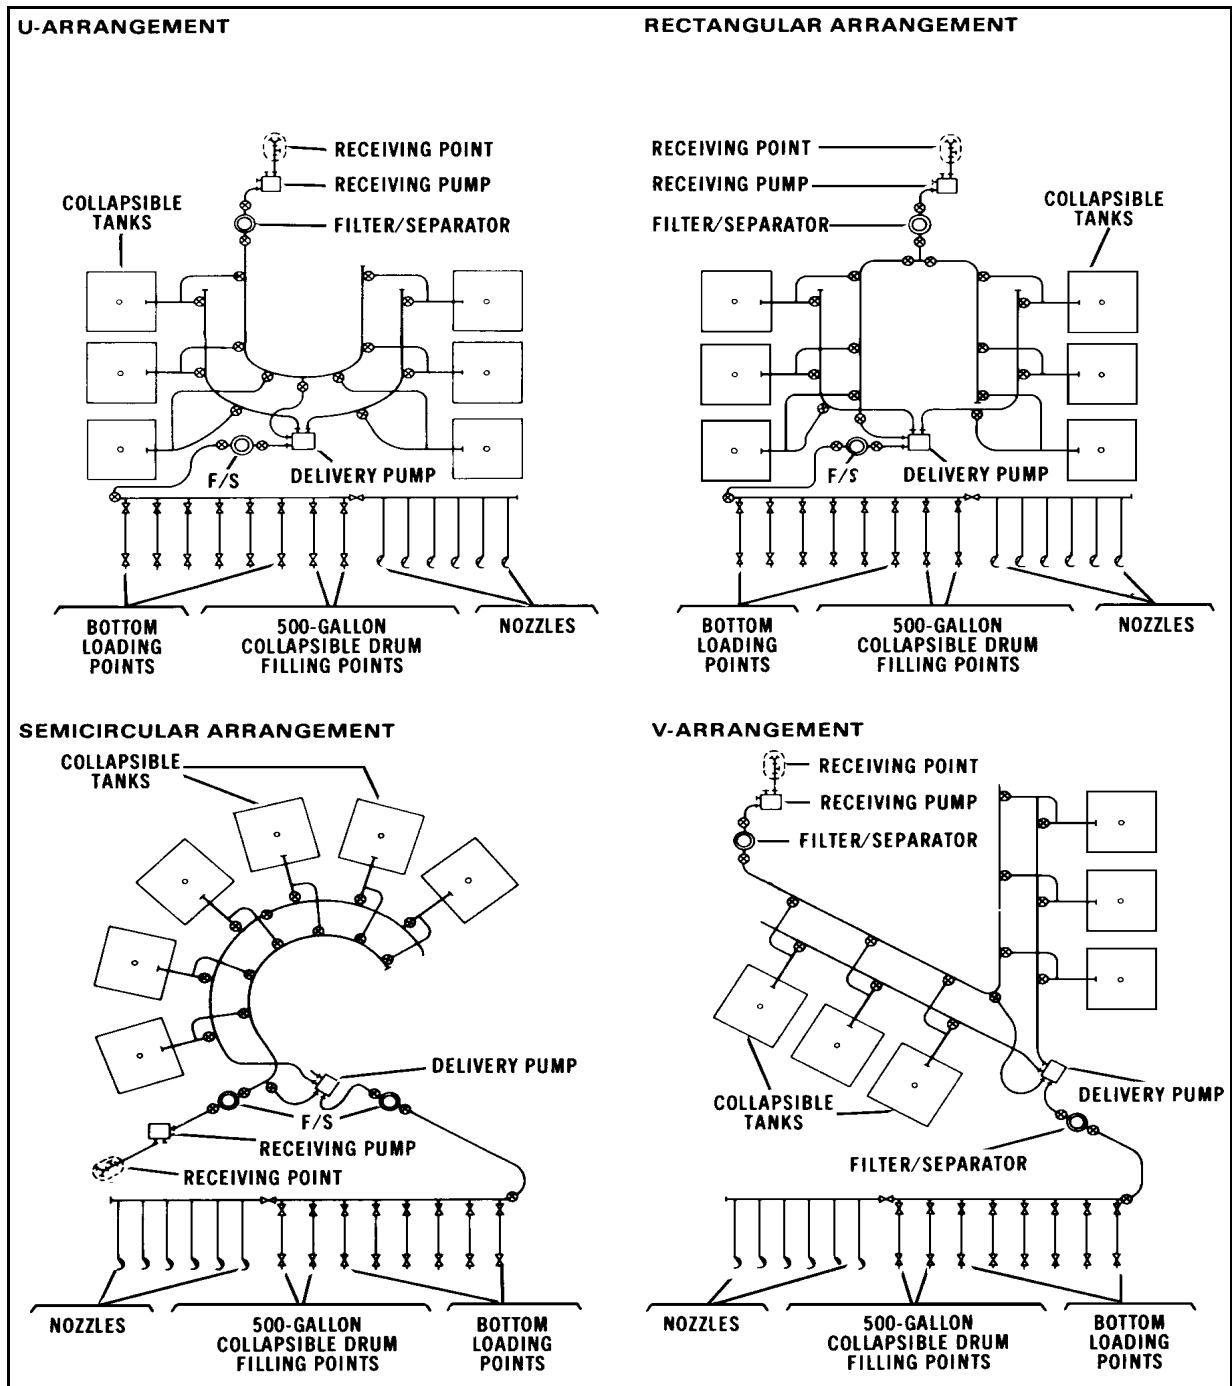 U-ARRANGEMENT
RECEIVING POINT
RECEIVING PUMP
COLLAPSIBLE
TANKS
FILTER/SEPARATOR
F/S
DELIVERY PUMP
BOTTOM
LOADING
POINTS
500-GALLON
COLLAPSIBLE DRUM
FILLING POINTS
NOZZLES
RECTANGULAR ARRANGEMENT
RECEIVING POINT
RECEIVING PUMP
COLLAPSIBLE
TANKS
FILTER/SEPARATOR
F/S
DELIVERY PUMP
BOTTOM
LOADING
POINTS
500-GALLON
COLLAPSIBLE DRUM
FILLING POINTS
NOZZLES
SEMICIRCULAR ARRANGEMENT
COLLAPSIBLE
TANKS
DELIVERY PUMP
F/S
RECEIVING PUMP
RECEIVING POINT
NOZZLES
500-GALLON
COLLAPSIBLE DRUM
FILLING POINTS
BOTTOM
LOADING
POINTS
V-ARRANGEMENT
RECEIVING POINT
RECEIVING PUMP
FILTER/SEPARATOR
COLLAPSIBLE
TANKS
DELIVERY PUMP
FILTER/SEPARATOR
NOZZLES
500-GALLON
COLLAPSIBLE DRUM
FILLING POINTS
BOTTOM
LOADING
POINTS